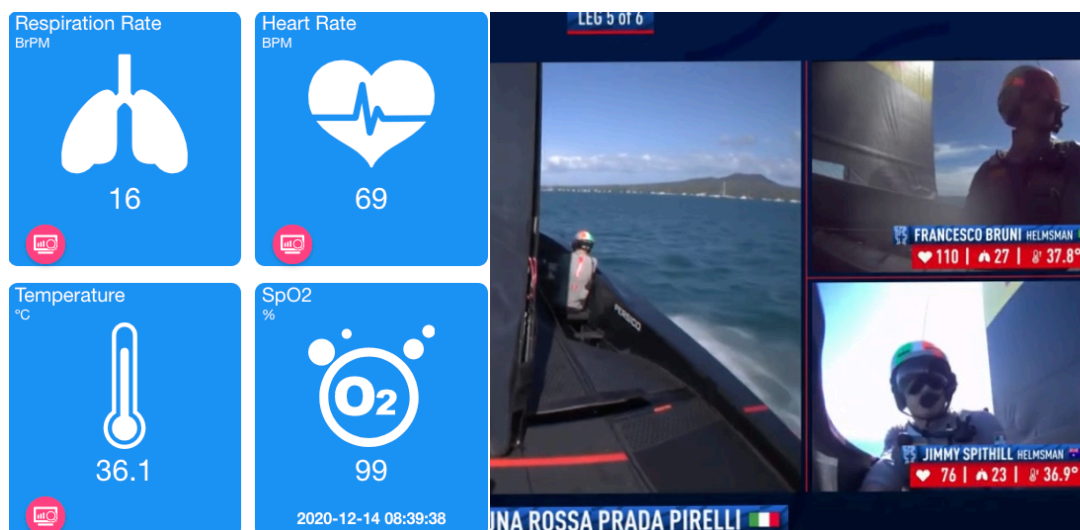 Respiration Rate
BrPM
16
Heart Rate
BPM
69
Temperature
°C
36.1
SpO2
%
O2
99
2020-12-14 08:39:38
LEG 5 of 6
PERSICO
FRANCESCO BRUNI HELMSMAN
110 | 27 | 37.8°
JIMMY SPITHILL HELMSMAN
76 | 23 | 36.9°
UNA ROSSA PRADA PIRELLI